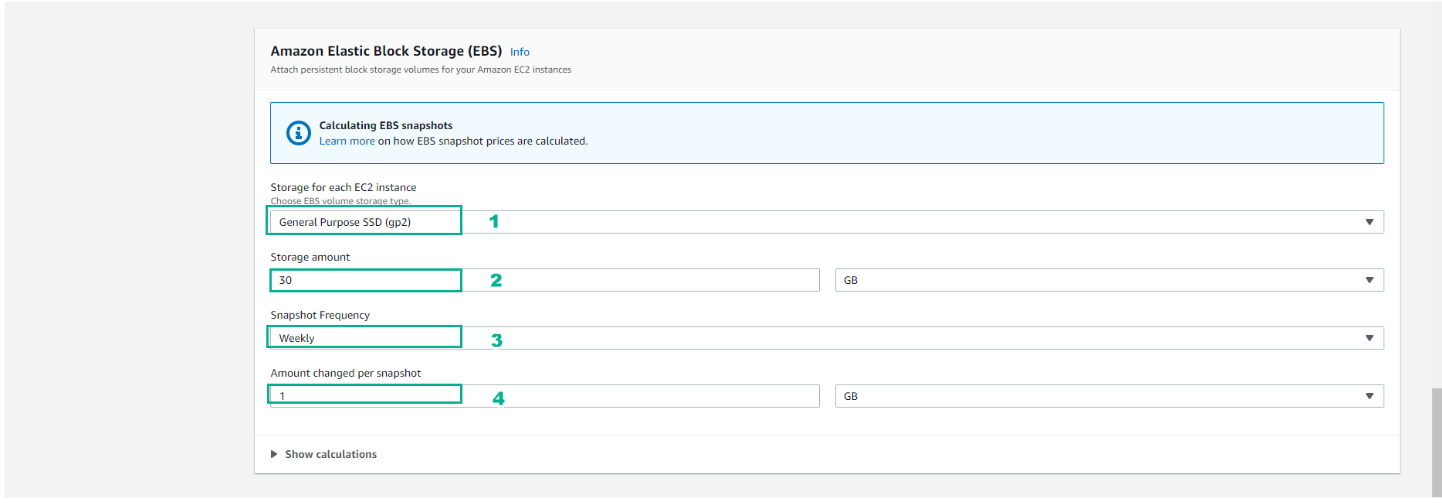 Amazon Elastic Block Storage (EBS) Info
Attach persistent block storage volumes for your Amazon EC2 instances
Calculating EBS snapshots
Learn more on how EBS snapshot prices are calculated.
Storage for each EC2 instance
Choose EBS volume storage type.
General Purpose SSD (gp2) 1
Storage amount
30 2 GB
Snapshot Frequency
Weekly 3
Amount changed per snapshot
1 4 GB
Show calculations